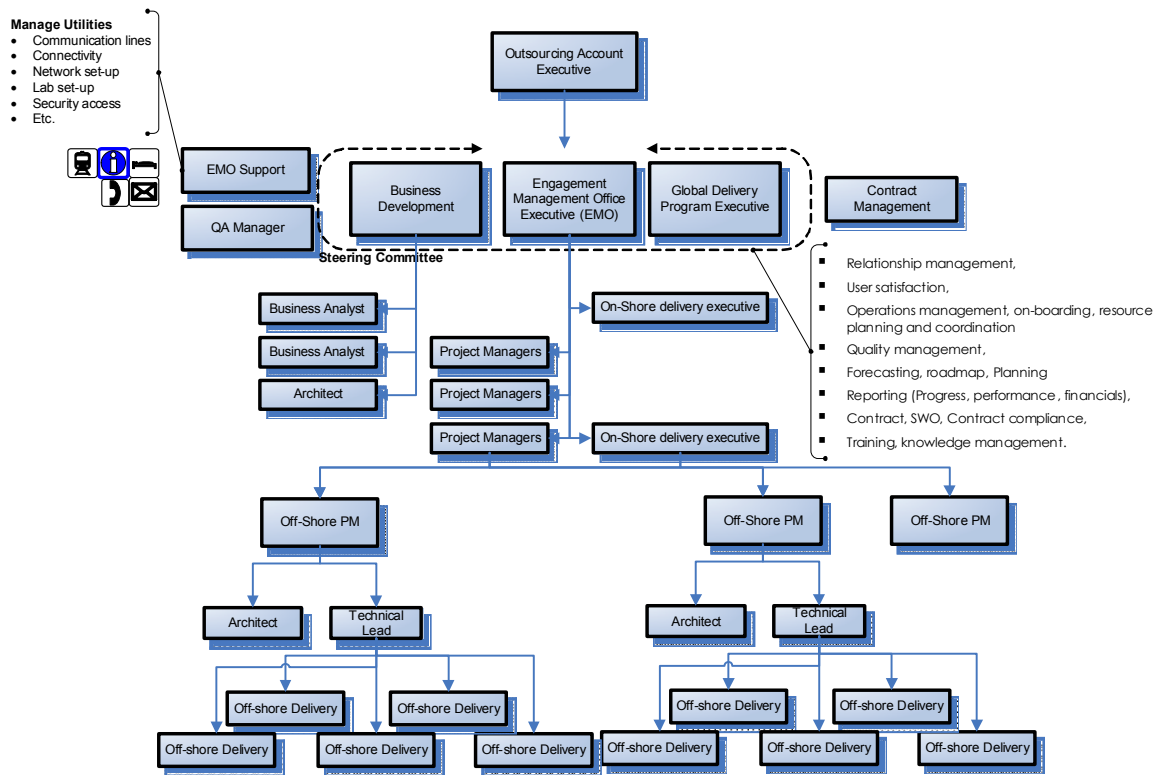 Manage Utilities
• Communication lines
• Connectivity
• Network set-up
• Lab set-up
• Security access
• Etc.
Outsourcing Account
Executive
EMO Support
QA Manager
Business
Development
Engagement
Management Office
Executive (EMO)
Global Delivery
Program Executive
Contract
Management
Steering Committee
▪ Relationship management,
▪ User satisfaction,
▪ Operations management, on-boarding, resource
planning and coordination
▪ Quality management,
▪ Forecasting, roadmap, Planning
▪ Reporting (Progress, performance, financials),
▪ Contract, SWO, Contract compliance,
▪ Training, knowledge management.
Business Analyst
Business Analyst
Architect
On-Shore delivery executive
Project Managers
Project Managers
Project Managers
On-Shore delivery executive
Off-Shore PM
Off-Shore PM
Off-Shore PM
Architect
Technical
Lead
Architect
Technical
Lead
Off-shore Delivery
Off-shore Delivery
Off-shore Delivery
Off-shore Delivery
Off-shore Delivery
Off-shore Delivery
Off-shore Delivery
Off-shore Delivery
Off-shore Delivery
Off-shore Delivery